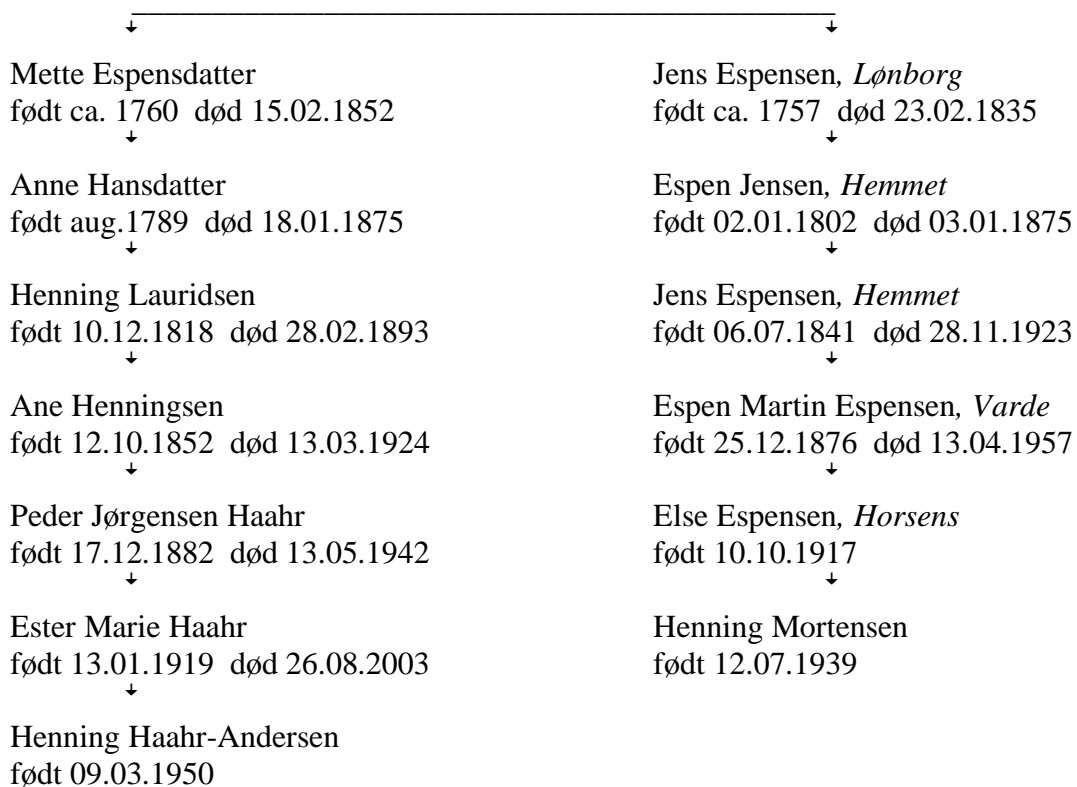 Mette Espensdatter
født ca. 1760  død 15.02.1852
Anne Hansdatter
født aug.1789  død 18.01.1875
Henning Lauridsen
født 10.12.1818  død 28.02.1893
Ane Henningsen
født 12.10.1852  død 13.03.1924
Peder Jørgensen Haahr
født 17.12.1882  død 13.05.1942
Ester Marie Haahr
født 13.01.1919  død 26.08.2003
Henning Haahr-Andersen
født 09.03.1950
Jens Espensen, Lønborg
født ca. 1757  død 23.02.1835
Espen Jensen, Hemmet
født 02.01.1802  død 03.01.1875
Jens Espensen, Hemmet
født 06.07.1841  død 28.11.1923
Espen Martin Espensen, Varde
født 25.12.1876  død 13.04.1957
Else Espensen, Horsens
født 10.10.1917
Henning Mortensen
født 12.07.1939